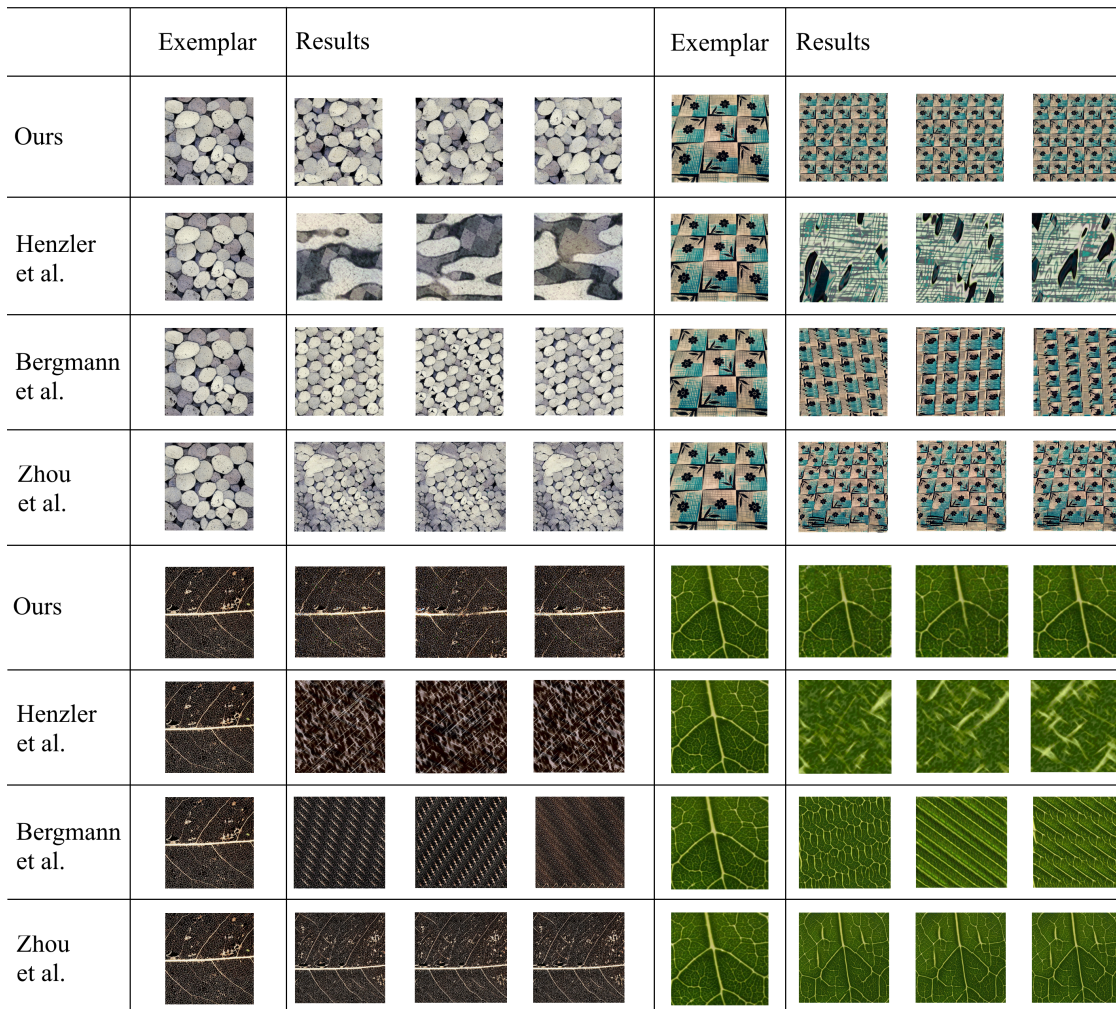 Exemplar Results Exemplar Results
Ours
Henzler
et al.
Bergmann
et al.
Zhou
et al.
Ours
Henzler
et al.
Bergmann
et al.
Zhou
et al.